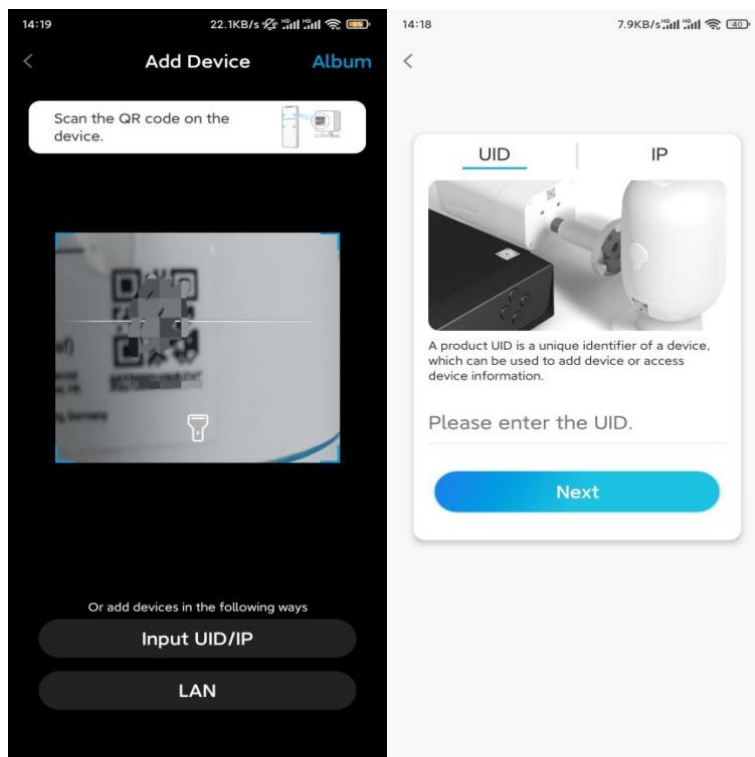 14:19
22.1KB/s
Add Device
Album
Scan the QR code on the
device.
Germany
Or add devices in the following ways
Input UID/IP
LAN
14:18
7.9KB/s
40
UID
IP
A product UID is a unique identifier of a device,
which can be used to add device or access
device information.
Please enter the UID.
Next